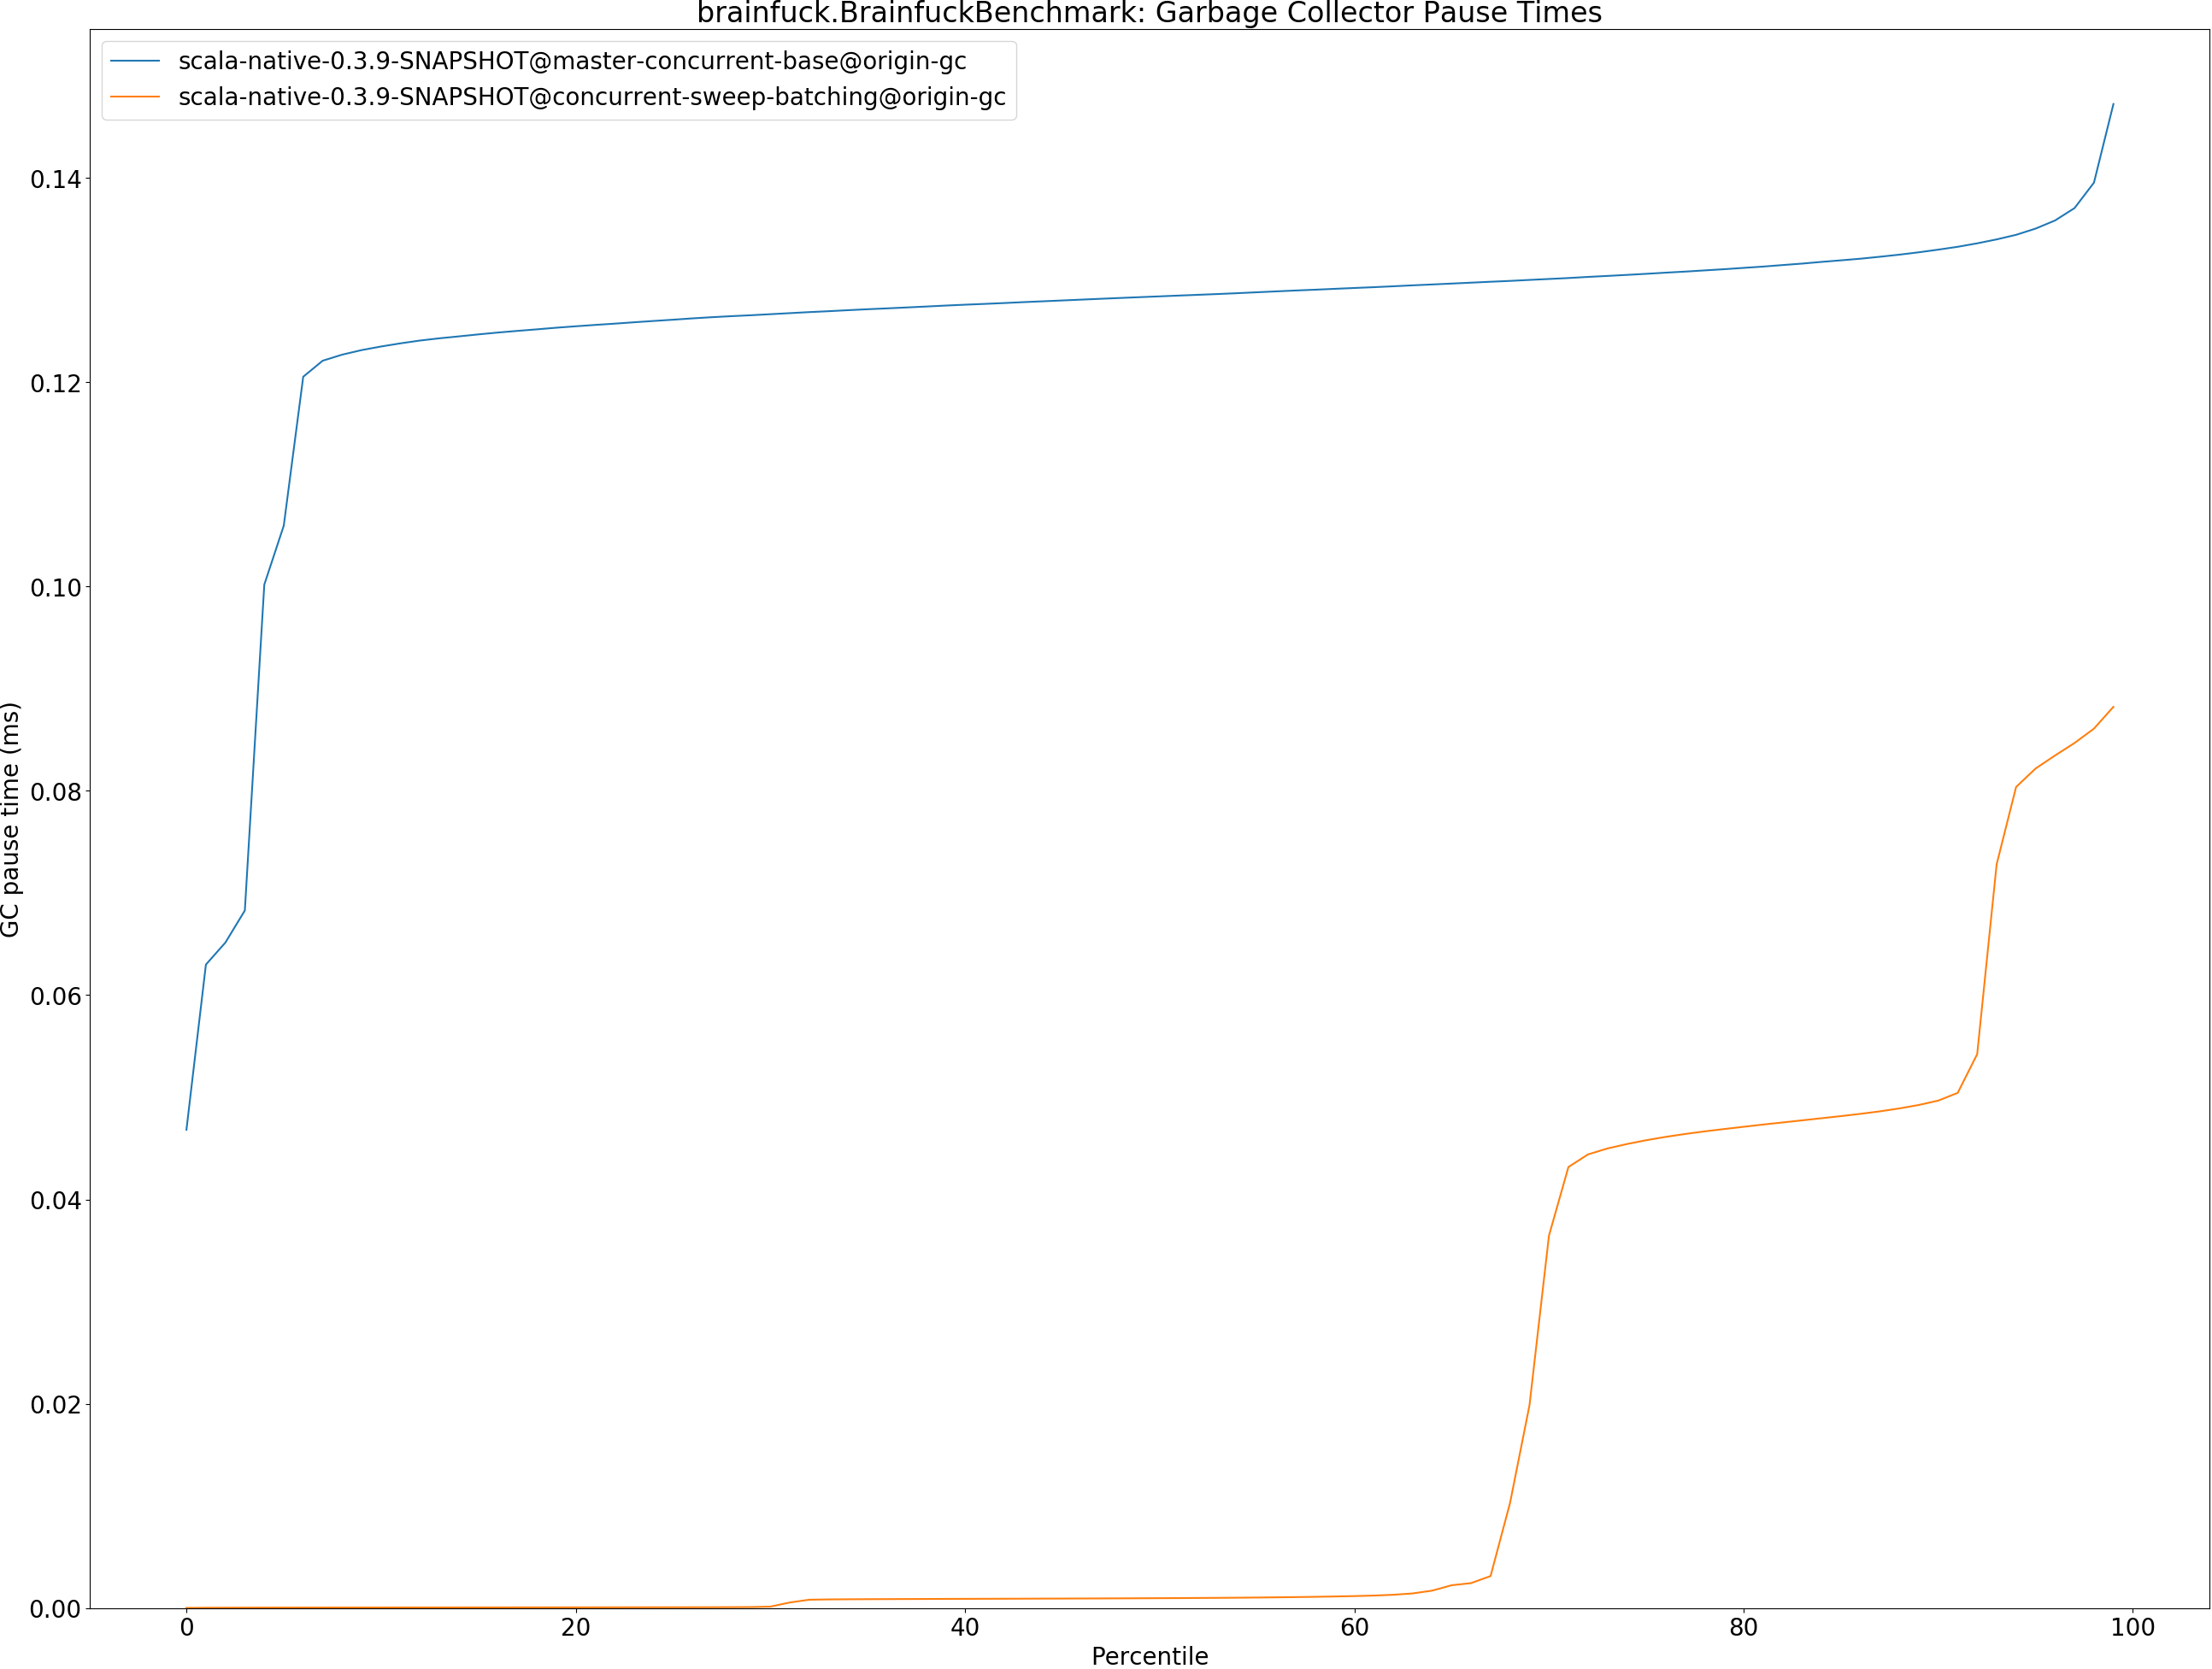 brainfuck.BrainfuckBenchmark: Garbage Collector Pause Times
scala-native-0.3.9-SNAPSHOT@master-concurrent-base@origin-gc
scala-native-0.3.9-SNAPSHOT@concurrent-sweep-batching@origin-gc
GC pause time (ms)
0.14
0.12
0.10
0.08
0.06
0.04
0.02
0.00
0 20 40 60 80 100
Percentile